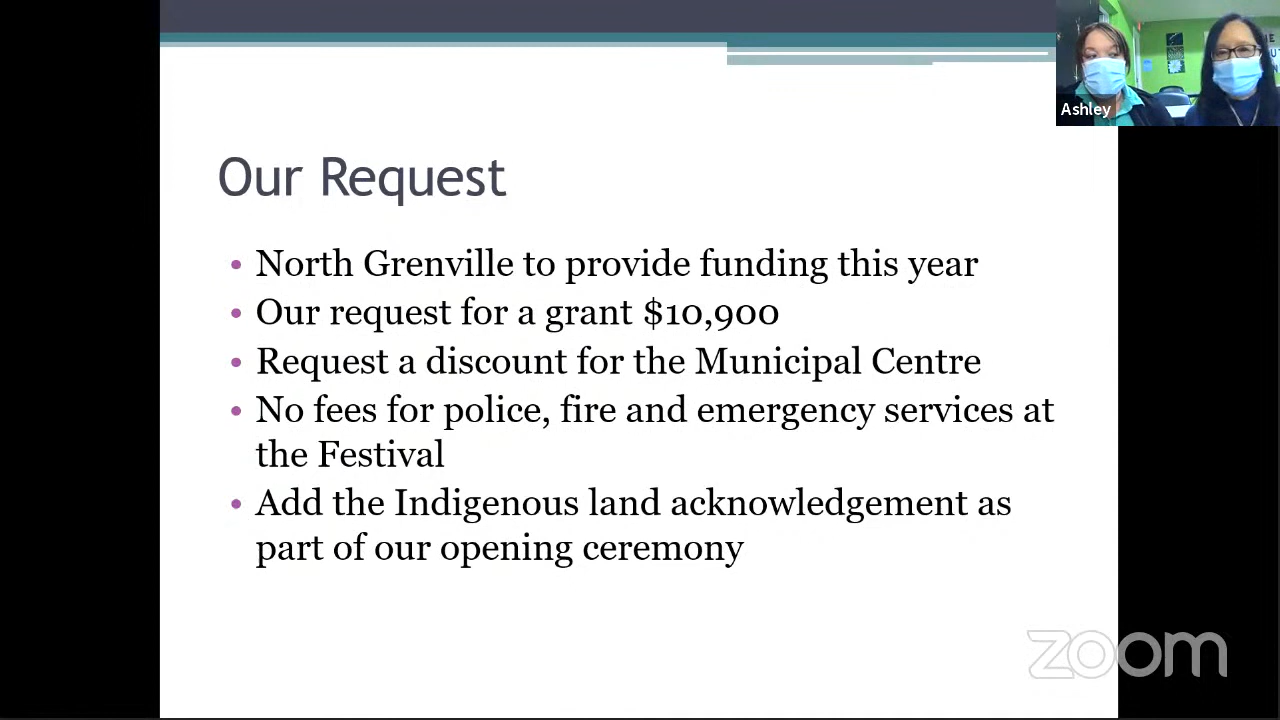 Ashley
Our Request
• North Grenville to provide funding this year
• Our request for a grant $10,900
• Request a discount for the Municipal Centre
• No fees for police, fire and emergency services at
the Festival
• Add the Indigenous land acknowledgement as
part of our opening ceremony
zoom